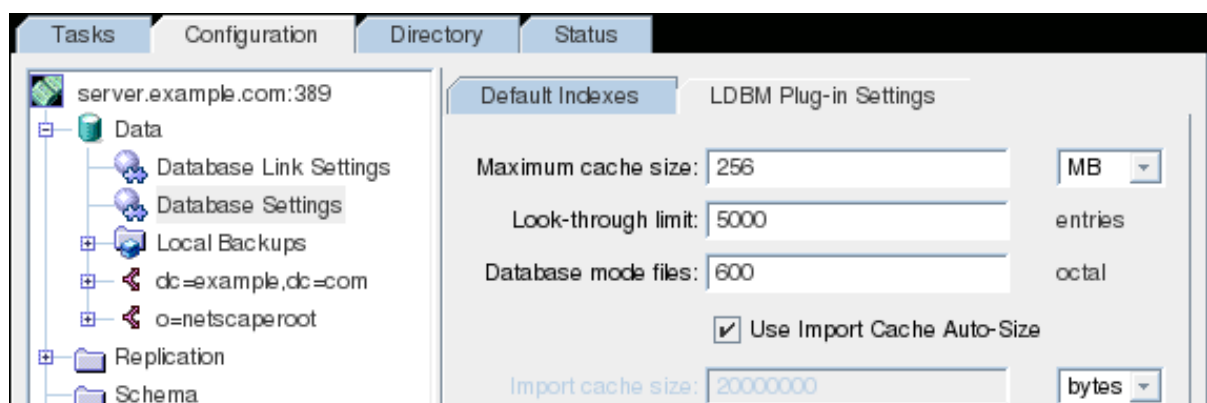 Tasks Configuration Directory Status
server.example.com:389
Data
Database Link Settings
Database Settings
Local Backups
dc=example,dc=com
o=netscaperoot
Replication
Schema
Default Indexes LDBM Plug-in Settings
Maximum cache size: 256 MB
Look-through limit: 5000 entries
Database mode files: 600 octal
Use Import Cache Auto-Size
Import cache size: 20000000 bytes